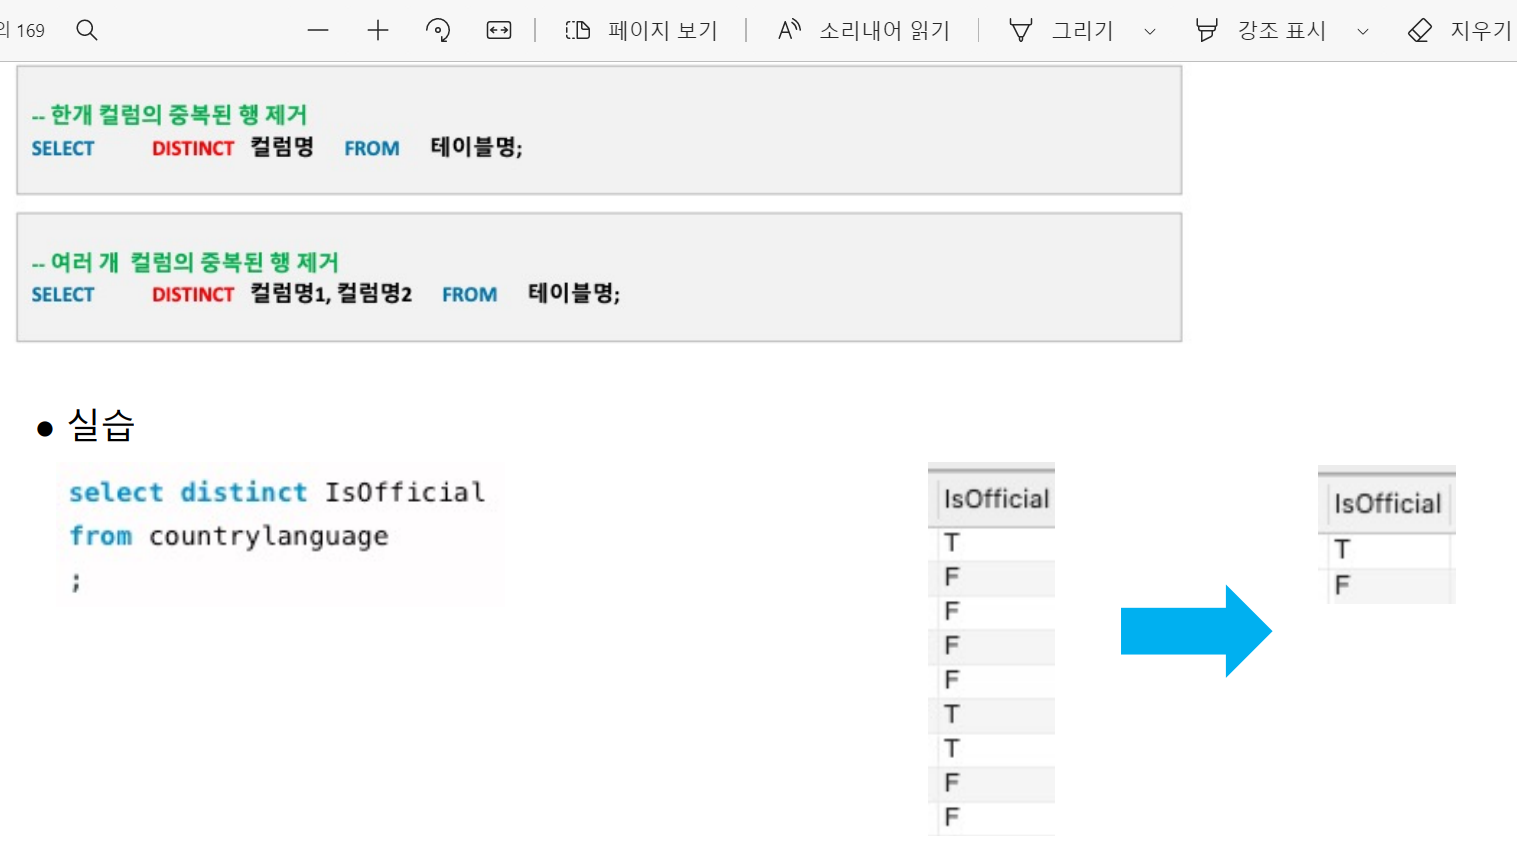 의 169
페이지 보기
소리내어 읽기
그리기
강조 표시
지우기
-- 한개 컬럼의 중복된 행 제거
SELECT DISTINCT 컬럼명 FROM 테이블명;
-- 여러 개 컬럼의 중복된 행 제거
SELECT DISTINCT 컬럼명1, 컬럼명2 FROM 테이블명;
● 실습
select distinct IsOfficial
from countrylanguage
;
IsOfficial
T
F
F
F
F
T
T
F
F
IsOfficial
T
F